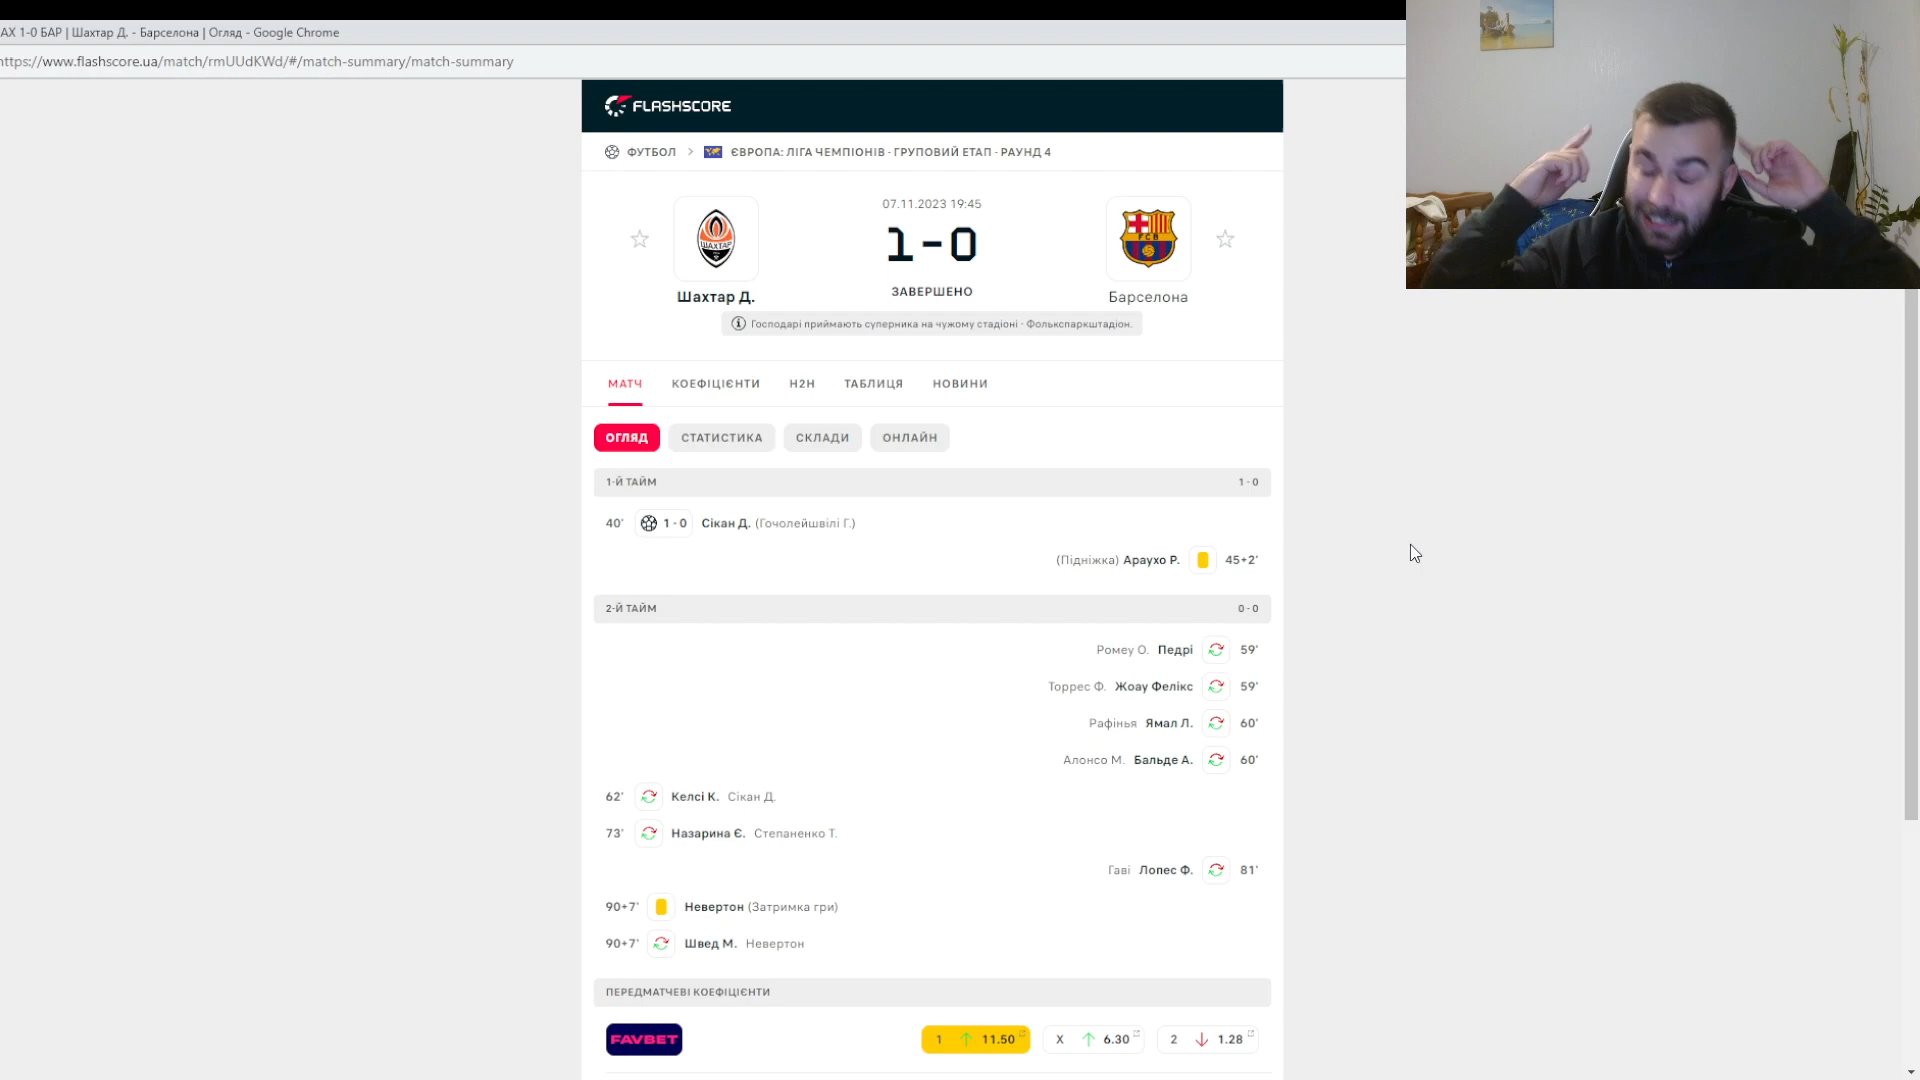 АХ 1-0 БАР | Шахтар Д. - Барселона | Огляд - Google Chrome
https://www.flashscore.ua/match/rmUUdKWd/#/match-summary/match-summary
FLASHSCORE
ФУТБОЛ > ЄВРОПА: ЛІГА ЧЕМПІОНІВ - ГРУПОВИЙ ЕТАП - РАУНД 4
07.11.2023 19:45
1-0
ЗАВЕРШЕНО
ШАХТАР
FCB
Шахтар Д.
Барселона
Господарі приймають суперника на чужому стадіоні - Фолькспаркштадіон.
МАТЧ КОЕФІЦІЄНТИ H2H ТАБЛИЦЯ НОВИНИ
ОГЛЯД СТАТИСТИКА СКЛАДИ ОНЛАЙН
1-Й ТАЙМ 1 - 0
40' 1 - 0 Сікан Д. (Гочолейшвілі Г.)
(Підніжка) Араухо Р. 45+2'
2-Й ТАЙМ 0 - 0
Ромеу О. Педрі 59'
Торрес Ф. Жоау Фелікс 59'
Рафінья Ямал Л. 60'
Алонсо М. Бальде А. 60'
62' Келсі К. Сікан Д.
73' Назарина Є. Степаненко Т.
Гаві Лопес Ф. 81'
90+7' Невертон (Затримка гри)
90+7' Швед М. Невертон
ПЕРЕДМАТЧЕВІ КОЕФІЦІЄНТИ
FAVBET 1 11.50 X 6.30 2 1.28